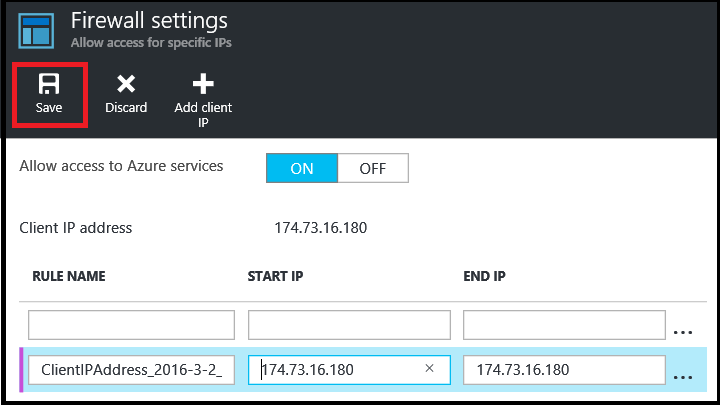 Firewall settings
Allow access for specific IPs
Save Discard Add client
IP
Allow access to Azure services ON OFF
Client IP address 174.73.16.180
RULE NAME START IP END IP
...
ClientIPAddress_2016-3-2_ 174.73.16.180 × 174.73.16.180 ...